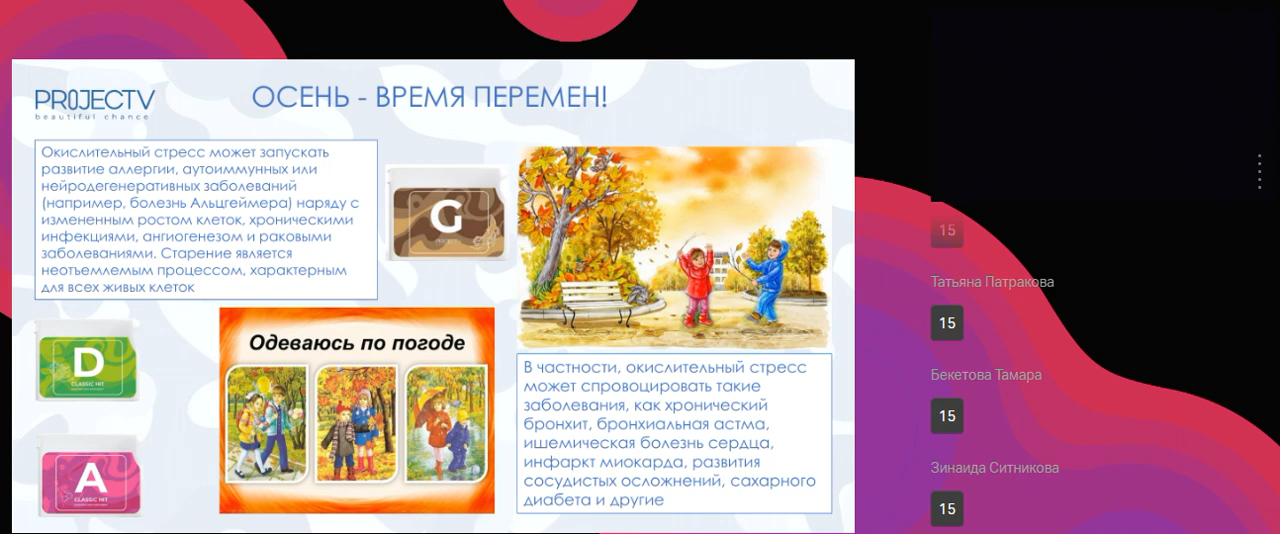 PROJECTV
beautiful chance
ОСЕНЬ - ВРЕМЯ ПЕРЕМЕН!
Окислительный стресс может запускать
развитие аллергии, аутоиммунных или
нейродегенеративных заболеваний
(например, болезнь Альцгеймера) наряду с
измененным ростом клеток, хроническими
инфекциями, ангиогенезом и раковыми
заболеваниями. Старение является
неотъемлемым процессом, характерным
для всех живых клеток
G
D
CLASSIC HIT
A
CLASSIC HIT
Одеваюсь по погоде
В частности, окислительный стресс
может спровоцировать такие
заболевания, как хронический
бронхит, бронхиальная астма,
ишемическая болезнь сердца,
инфаркт миокарда, развития
сосудистых осложнений, сахарного
диабета и другие
15
Татьяна Патракова
15
Бекетова Тамара
15
Зинаида Ситникова
15